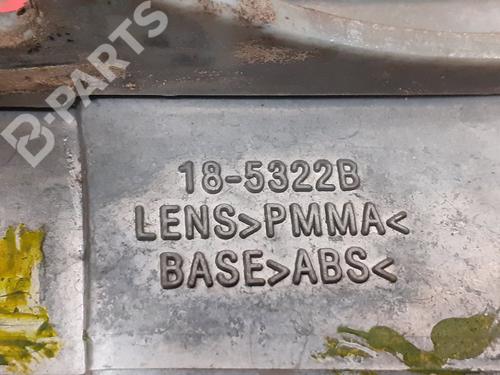 B-PARTS
18-5322B
LENS>PMMA<
BASE>ABS<